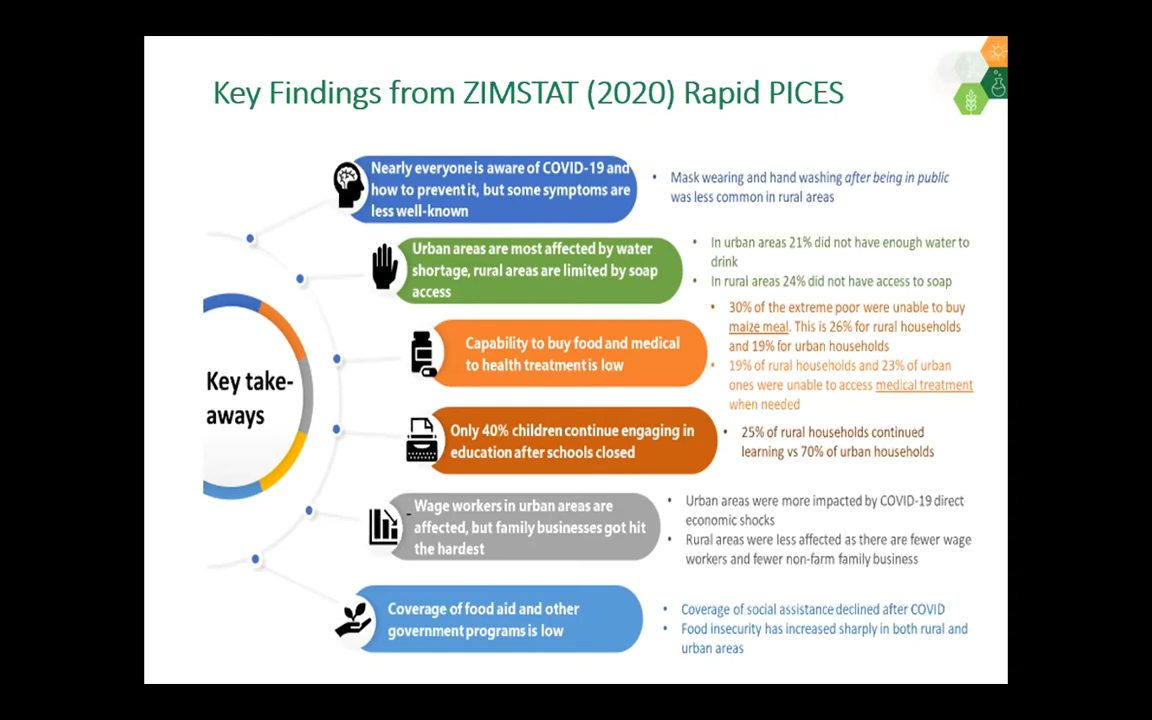 Key Findings from ZIMSTAT (2020) Rapid PICES
Key take-
aways
Nearly everyone is aware of COVID-19 and
how to prevent it, but some symptoms are
less well-known
• Mask wearing and hand washing after being in public
was less common in rural areas
Urban areas are most affected by water
shortage, rural areas are limited by soap
access
• In urban areas 21% did not have enough water to
drink
• In rural areas 24% did not have access to soap
Capability to buy food and medical
to health treatment is low
• 30% of the extreme poor were unable to buy
maize meal. This is 26% for rural households
and 19% for urban households
• 19% of rural households and 23% of urban
ones were unable to access medical treatment
when needed
Only 40% children continue engaging in
education after schools closed
• 25% of rural households continued
learning vs 70% of urban households
Wage workers in urban areas are
affected, but family businesses got hit
the hardest
• Urban areas were more impacted by COVID-19 direct
economic shocks
• Rural areas were less affected as there are fewer wage
workers and fewer non-farm family business
Coverage of food aid and other
government programs is low
• Coverage of social assistance declined after COVID
• Food insecurity has increased sharply in both rural and
urban areas